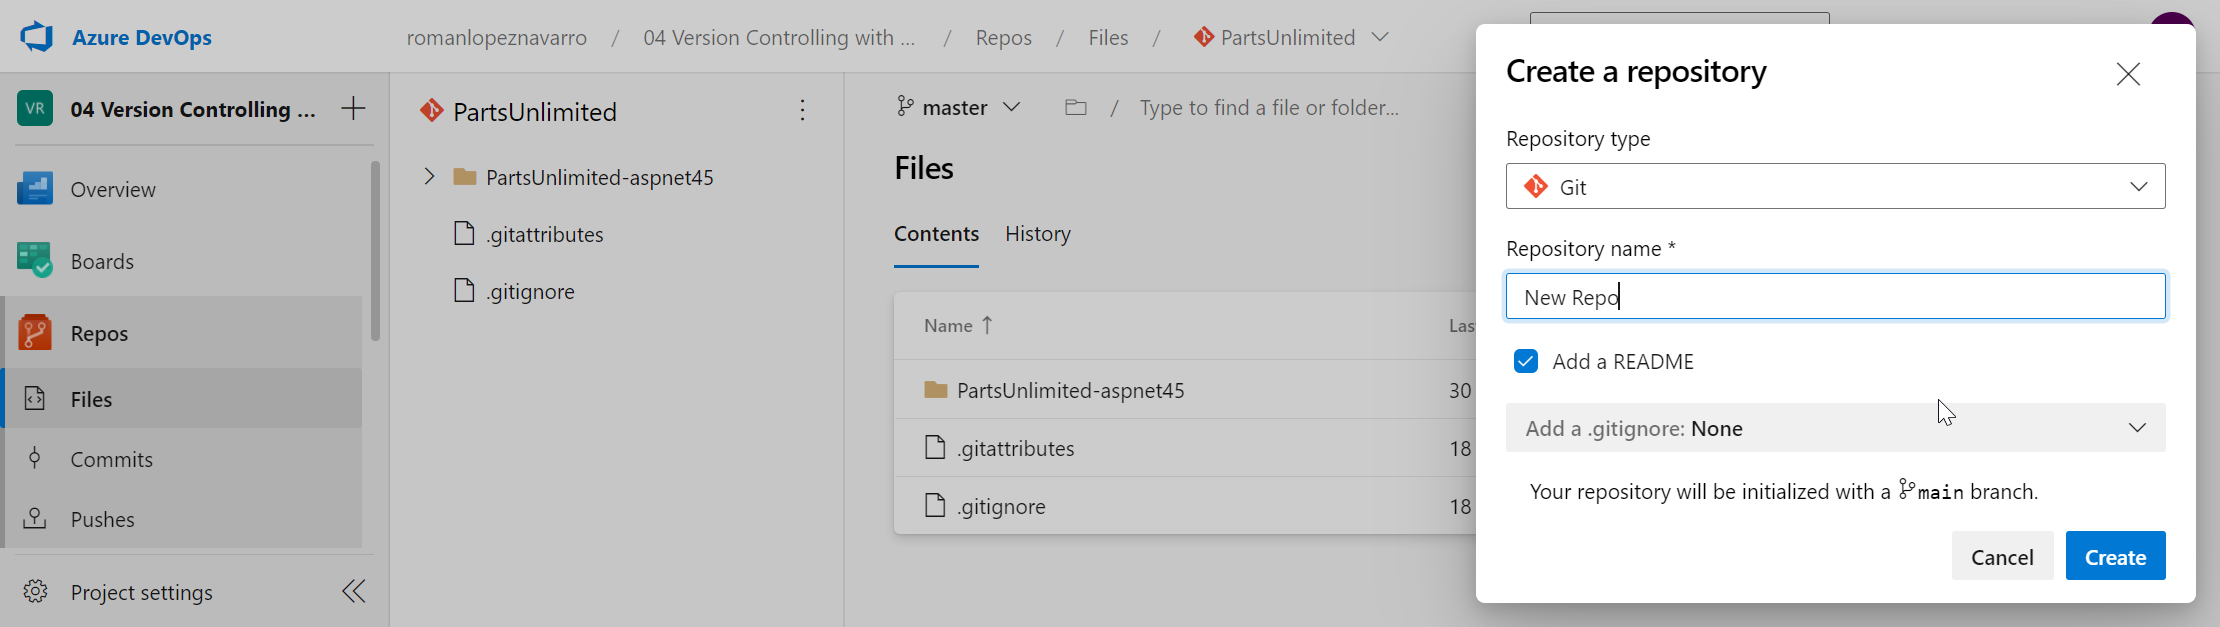 Azure DevOps
romanlopeznavarro / 04 Version Controlling with ... / Repos / Files / PartsUnlimited
VR 04 Version Controlling ...
Overview
Boards
Repos
Files
Commits
Pushes
Project settings
PartsUnlimited
PartsUnlimited-aspnet45
.gitattributes
.gitignore
master / Type to find a file or folder...
Files
Contents History
Name Las
PartsUnlimited-aspnet45 30
.gitattributes 18
.gitignore 18
Create a repository
Repository type
Git
Repository name *
New Repo
Add a README
Add a .gitignore: None
Your repository will be initialized with a main branch.
Cancel Create